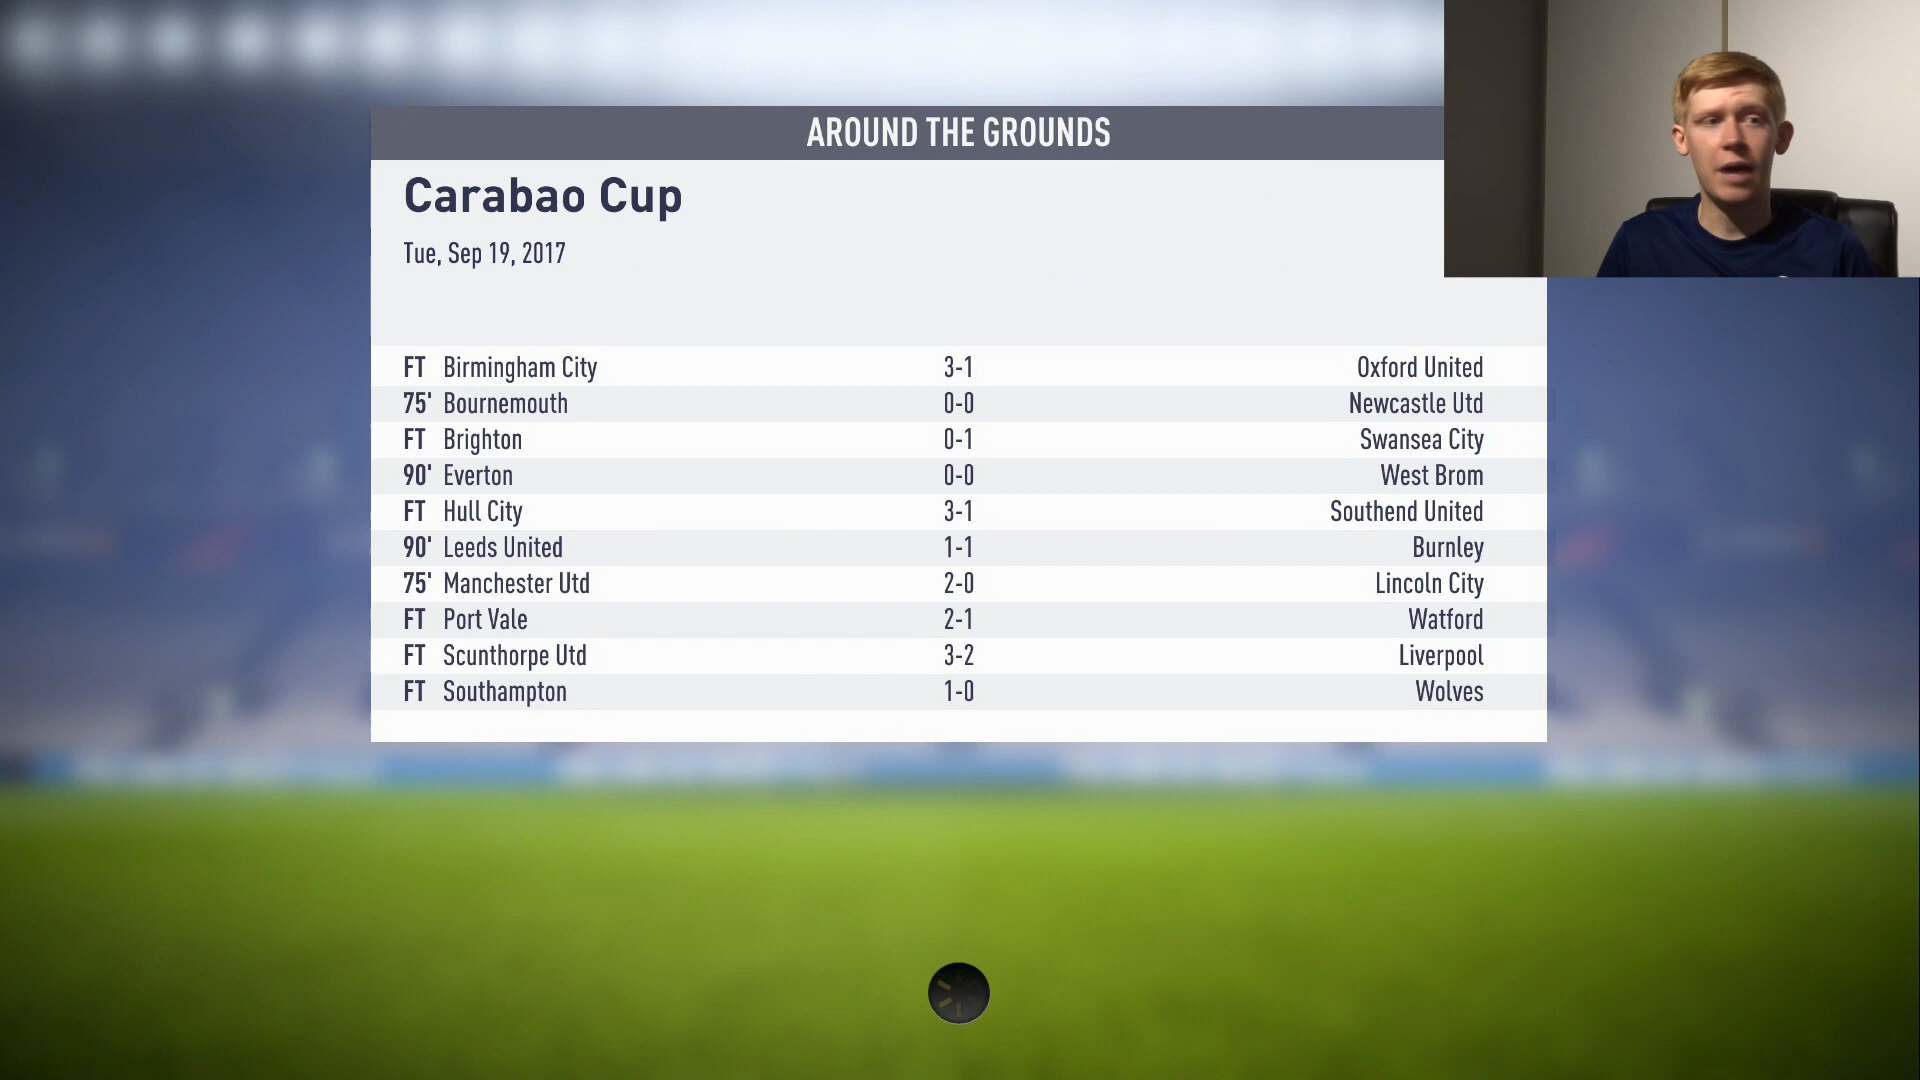 AROUND THE GROUNDS
Carabao Cup
Tue, Sep 19, 2017
FT Birmingham City 3-1 Oxford United
75' Bournemouth 0-0 Newcastle Utd
FT Brighton 0-1 Swansea City
90' Everton 0-0 West Brom
FT Hull City 3-1 Southend United
90' Leeds United 1-1 Burnley
75' Manchester Utd 2-0 Lincoln City
FT Port Vale 2-1 Watford
FT Scunthorpe Utd 3-2 Liverpool
FT Southampton 1-0 Wolves